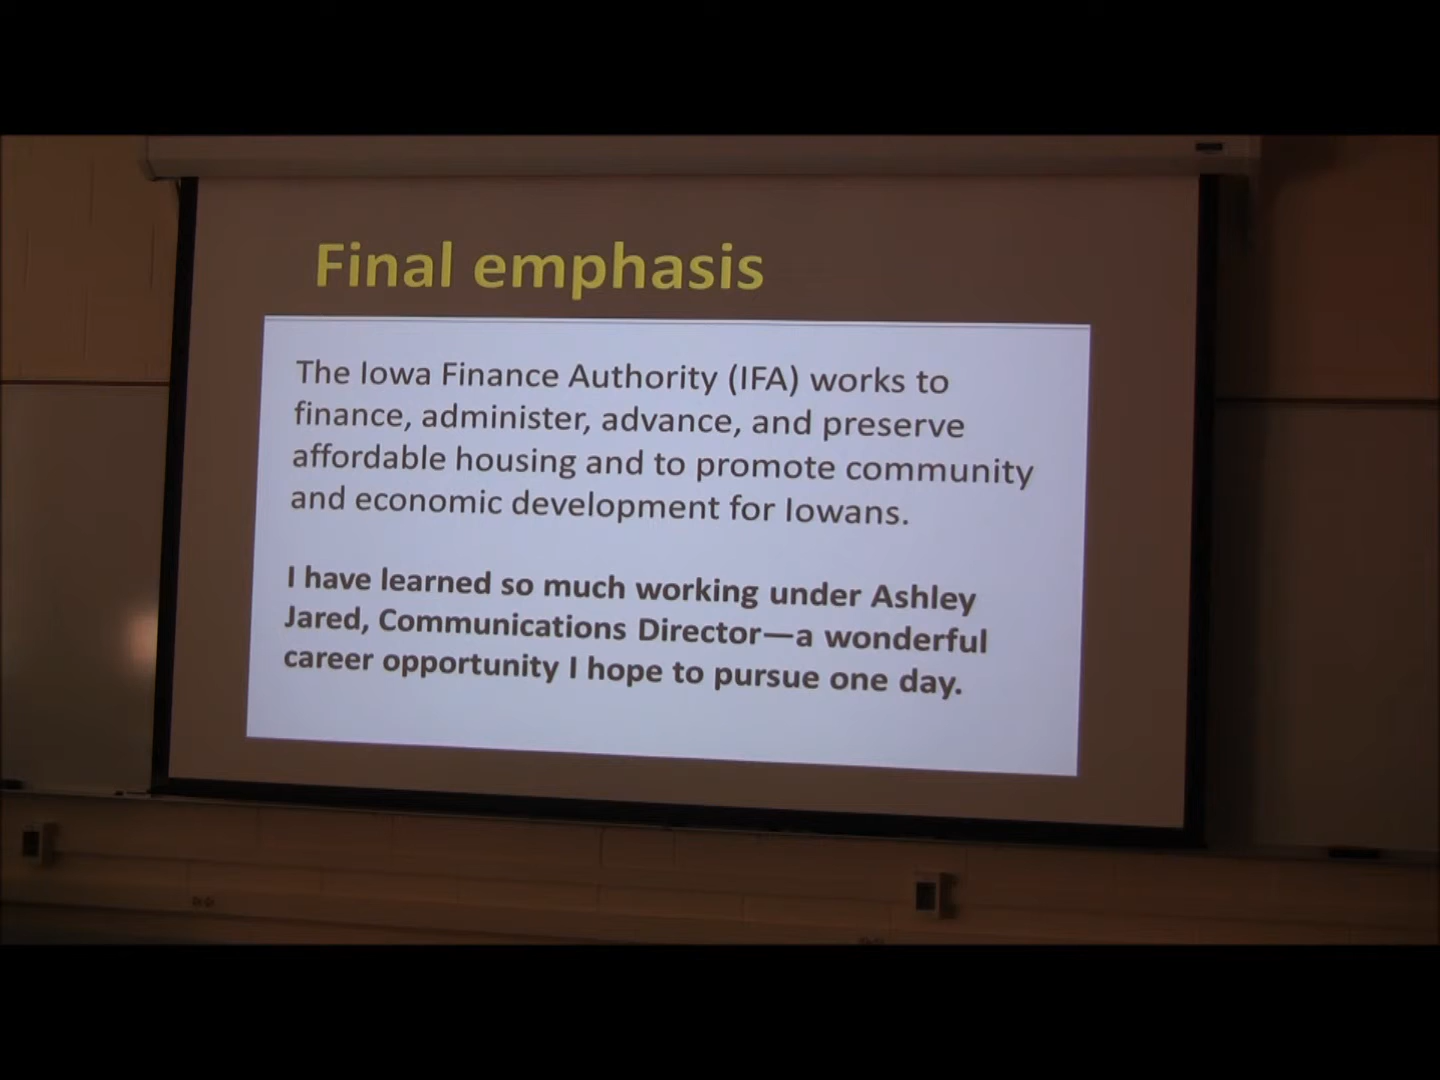 Final emphasis
The Iowa Finance Authority (IFA) works to
finance, administer, advance, and preserve
affordable housing and to promote community
and economic development for Iowans.
I have learned so much working under Ashley
Jared, Communications Director—a wonderful
career opportunity I hope to pursue one day.